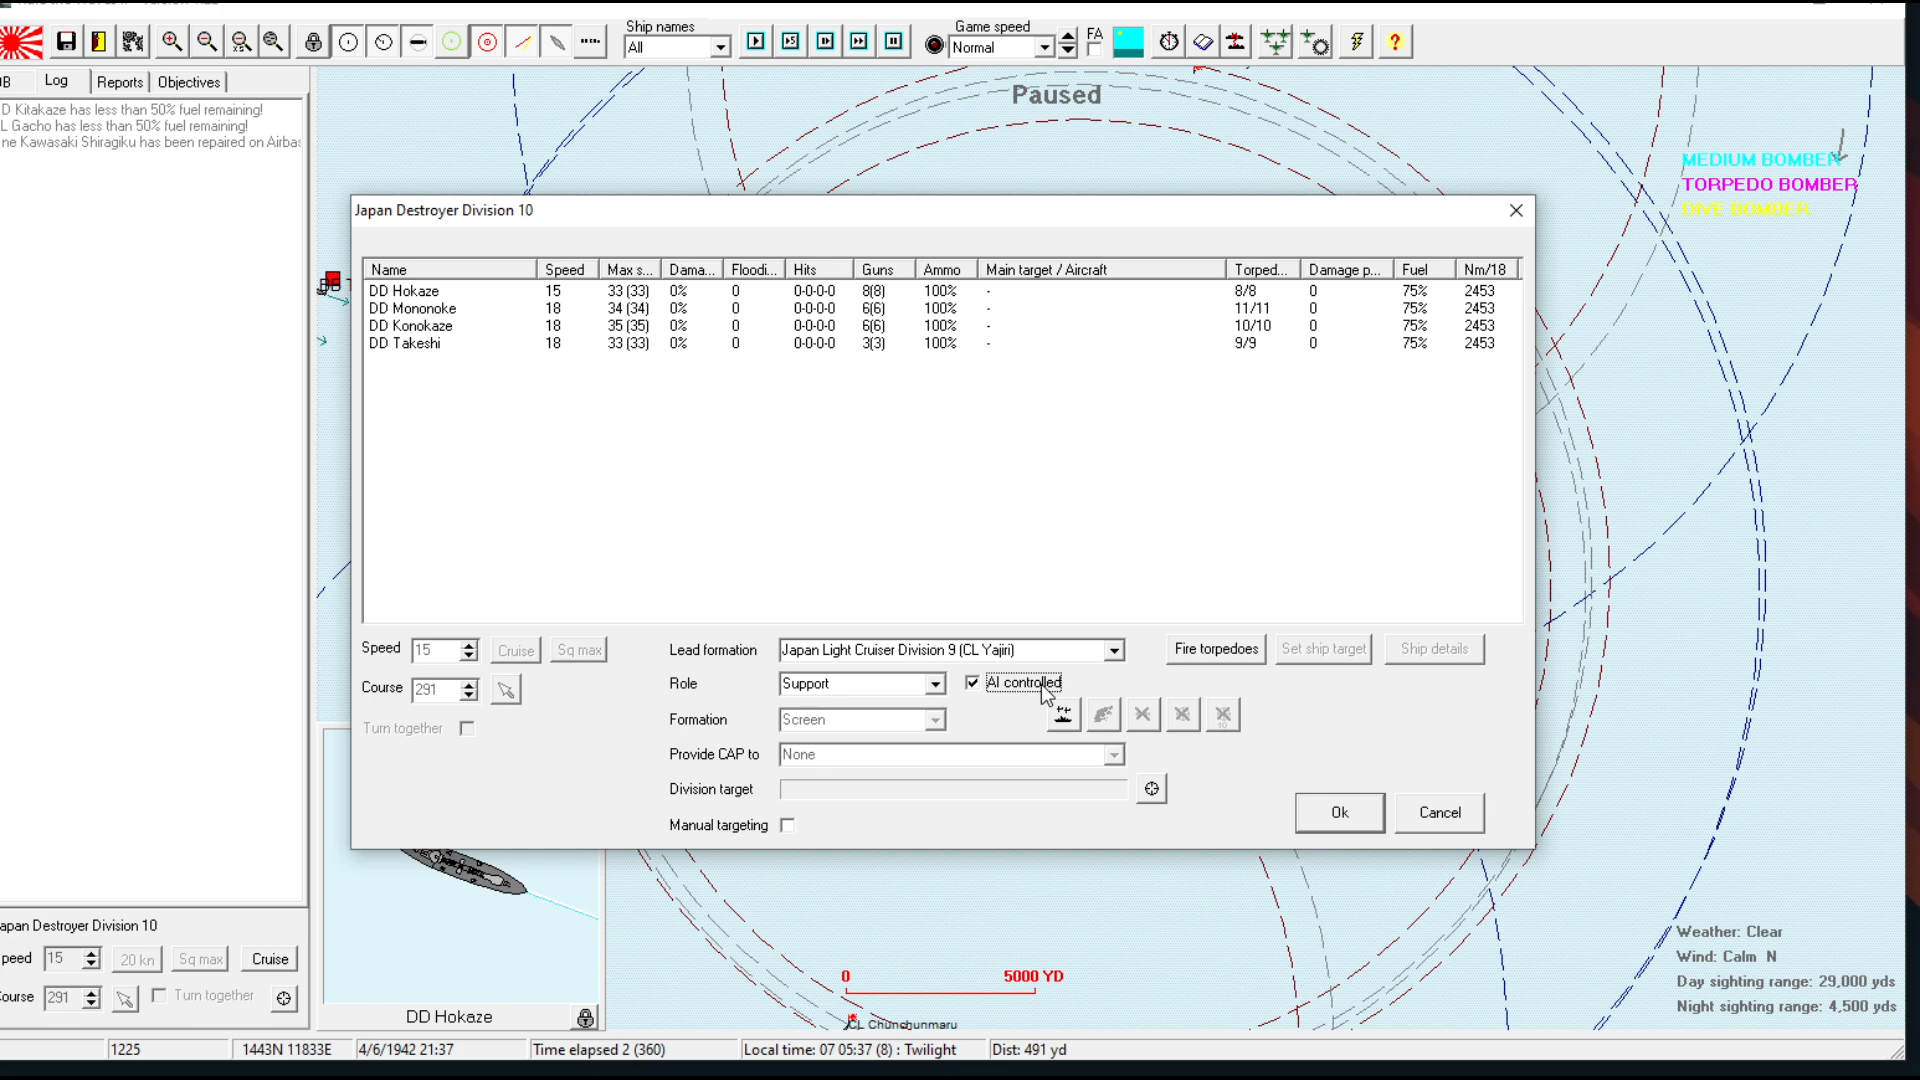 Ship names
All
Game speed
Normal
FA
Log
Reports
Objectives
D Kitakaze has less than 50% fuel remaining!
L Gacho has less than 50% fuel remaining!
ne Kawasaki Shiragiku has been repaired on Airbas
Paused
MEDIUM BOMBER
TORPEDO BOMBER
DIVE BOMBER
Japan Destroyer Division 10
Name Speed Max s... Dama... Floodi... Hits Guns Ammo Main target / Aircraft Torped... Damage p... Fuel Nm/18
DD Hokaze 15 33 (33) 0% 0 0-0-0-0 8(8) 100% - 8/8 0 75% 2453
DD Mononoke 18 34 (34) 0% 0 0-0-0-0 6(6) 100% - 11/11 0 75% 2453
DD Konokaze 18 35 (35) 0% 0 0-0-0-0 6(6) 100% - 10/10 0 75% 2453
DD Takeshi 18 33 (33) 0% 0 0-0-0-0 3(3) 100% - 9/9 0 75% 2453
Speed 15 Cruise Sq max
Course 291
Turn together
Lead formation Japan Light Cruiser Division 9 (CL Yajiri)
Role Support AI controlled
Formation Screen
Provide CAP to None
Division target
Manual targeting
Fire torpedoes Set ship target Ship details
Ok Cancel
apan Destroyer Division 10
peed 15 20 kn Sq max Cruise
ourse 291 Turn together
DD Hokaze
0 5000 YD
CL Chunchunmaru
Weather: Clear
Wind: Calm N
Day sighting range: 29,000 yds
Night sighting range: 4,500 yds
1225 1443N 11833E 4/6/1942 21:37 Time elapsed 2 (360) Local time: 07 05:37 (8) : Twilight Dist: 491 yd